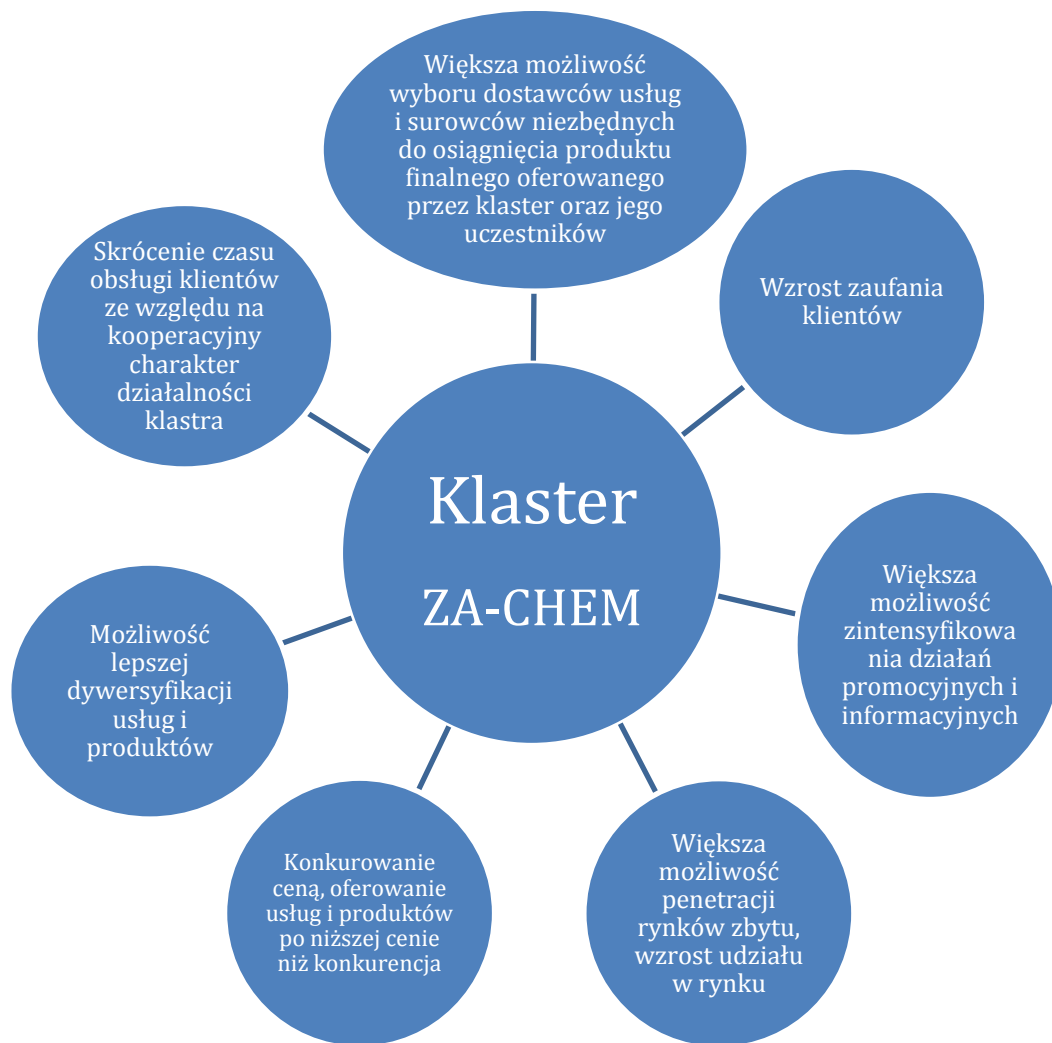 Większa możliwość
wyboru dostawców usług
i surowców niezbędnych
do osiągnięcia produktu
finalnego oferowanego
przez klaster oraz jego
uczestników
Wzrost zaufania
klientów
Większa
możliwość
zintensyfikowa
nia działań
promocyjnych i
informacyjnych
Większa
możliwość
penetracji
rynków zbytu,
wzrost udziału
w rynku
Konkurowanie
ceną, oferowanie
usług i produktów
po niższej cenie
niż konkurencja
Możliwość
lepszej
dywersyfikacji
usług i
produktów
Skrócenie czasu
obsługi klientów
ze względu na
kooperacyjny
charakter
działalności
klastra
Klaster
ZA-CHEM